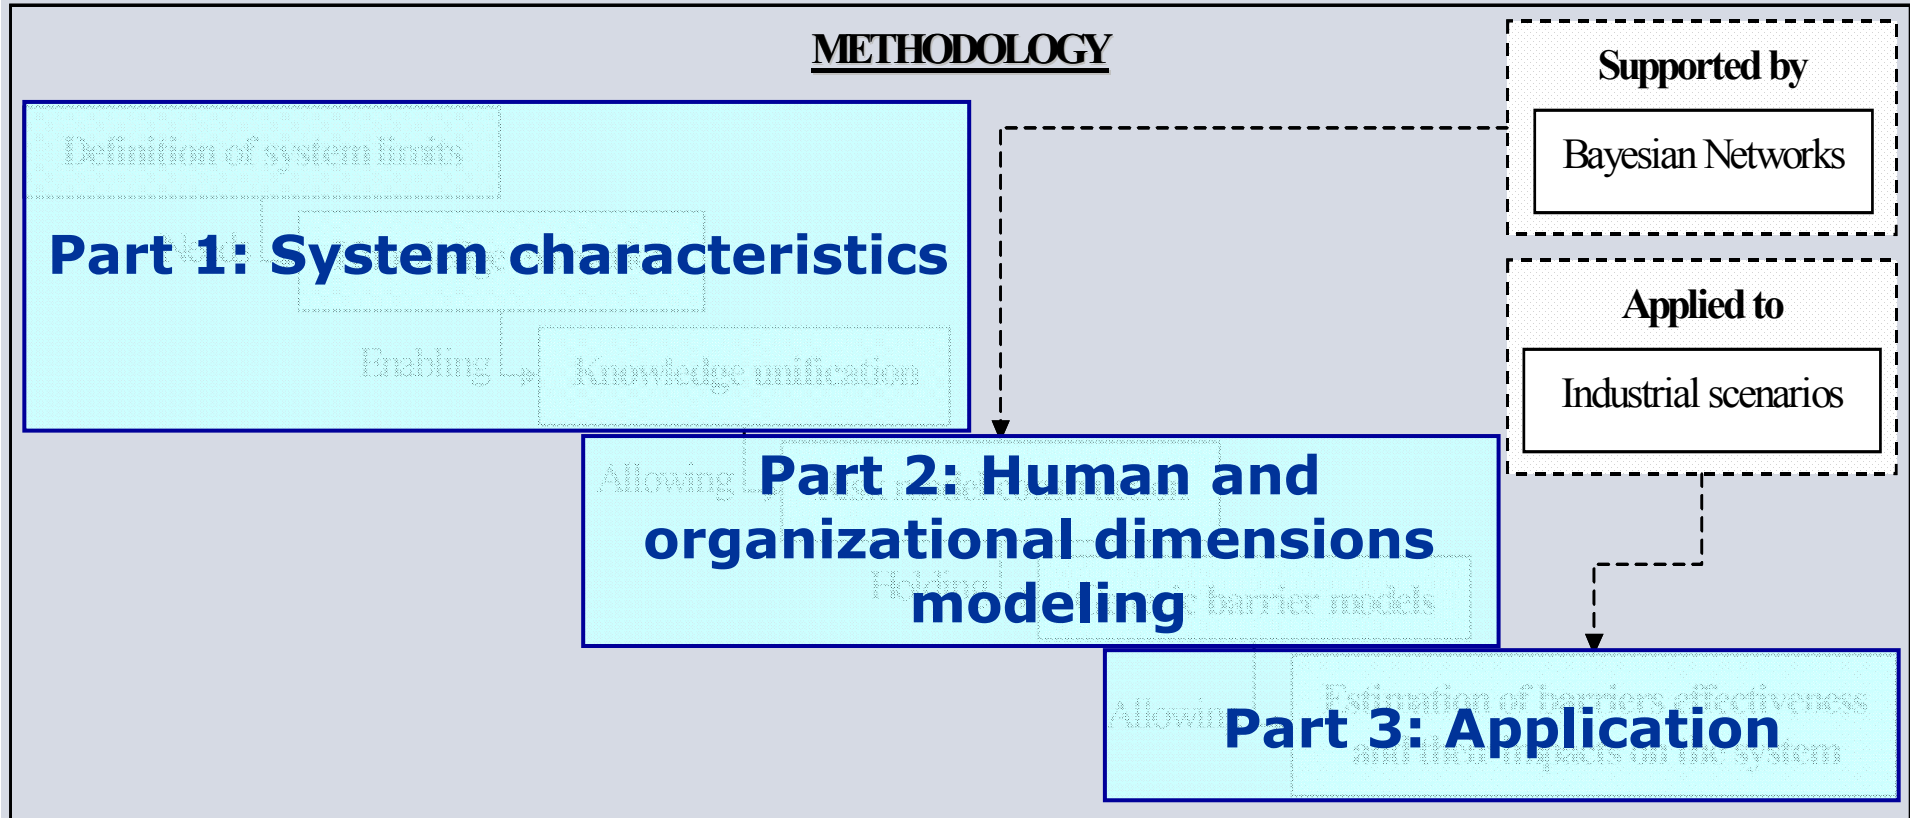 METHODOLOGY
Supported by
Bayesian Networks
Applied to
Industrial scenarios
Definition of system limits
Part 1: System characteristics
Enabling
Knowledge unification
Allowing
Part 2: Human and
organizational dimensions
modeling
Holding
barrier models
Estimation of barriers effectiveness
and their impacts on the system
Part 3: Application